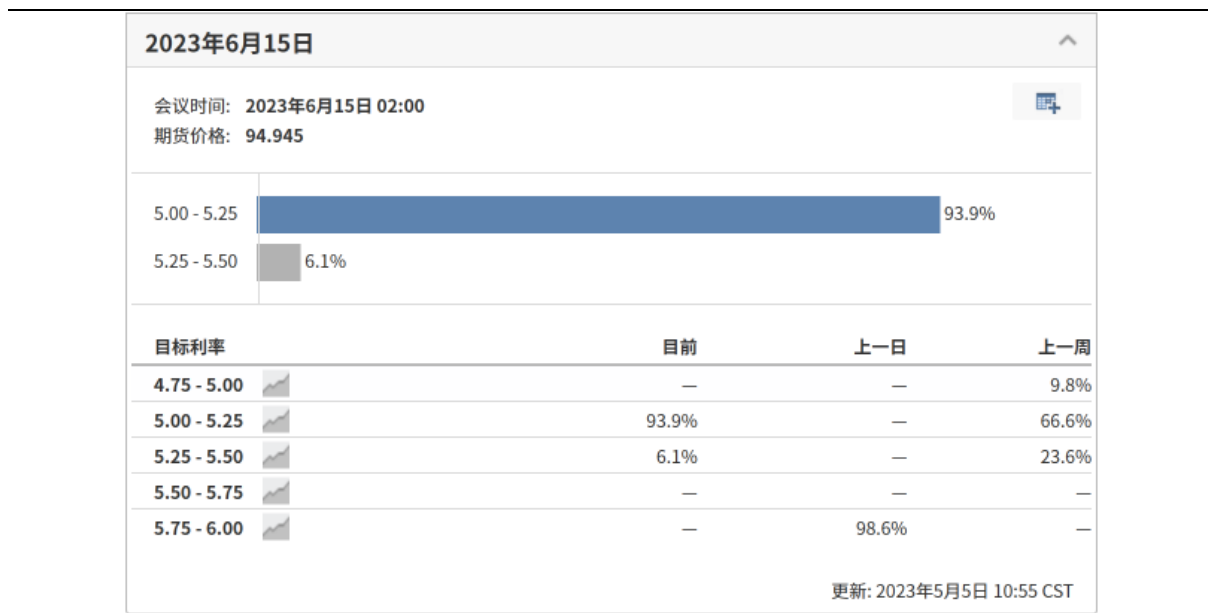 2023年6月15日
会议时间: 2023年6月15日 02:00
期货价格: 94.945
5.00 - 5.25 93.9%
5.25 - 5.50 6.1%
目标利率 目前 上一日 上一周
4.75 - 5.00 — — 9.8%
5.00 - 5.25 93.9% — 66.6%
5.25 - 5.50 6.1% — 23.6%
5.50 - 5.75 — — —
5.75 - 6.00 — 98.6% —
更新: 2023年5月5日 10:55 CST